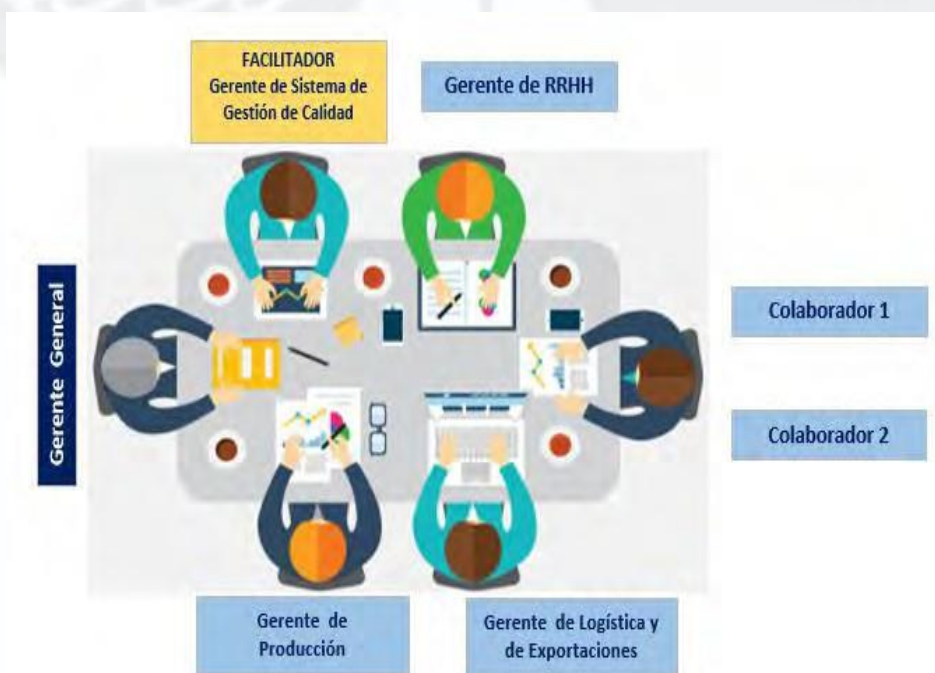 FACILITADOR
Gerente de Sistema de
Gestión de Calidad
Gerente de RRHH
Gerente General
Colaborador 1
Colaborador 2
Gerente de
Producción
Gerente de Logística y
de Exportaciones